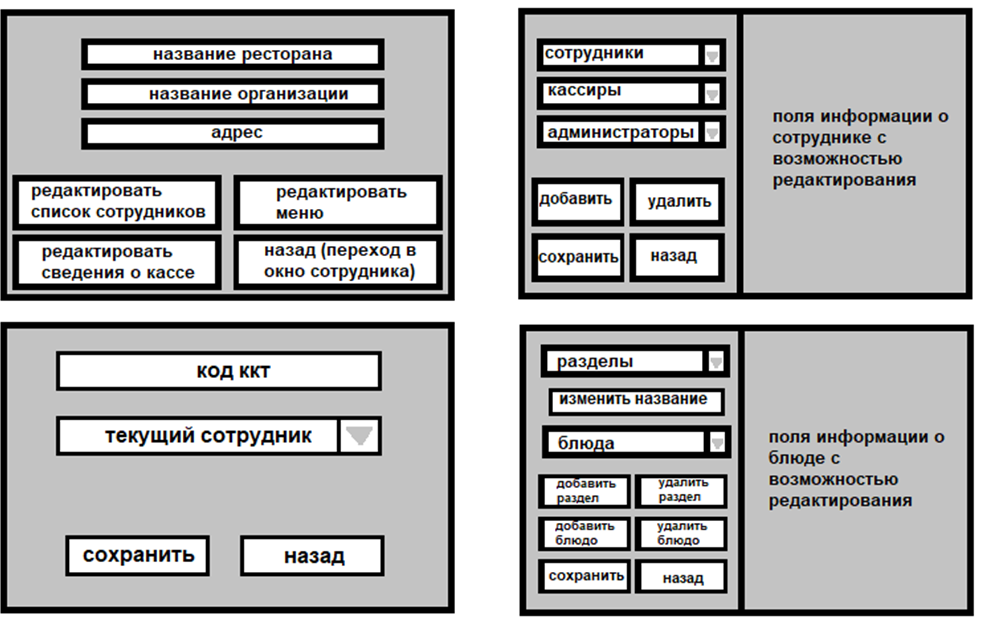 название ресторана
название организации
адрес
редактировать
список сотрудников
редактировать
меню
редактировать
сведения о кассе
назад (переход в
окно сотрудника)
сотрудники
кассиры
администраторы
добавить
удалить
сохранить
назад
поля информации о
сотруднике с
возможностью
редактирования
код ккт
текущий сотрудник
сохранить
назад
разделы
изменить название
блюда
добавить
раздел
удалить
раздел
добавить
блюдо
удалить
блюдо
сохранить
назад
поля информации о
блюде с
возможностью
редактирования